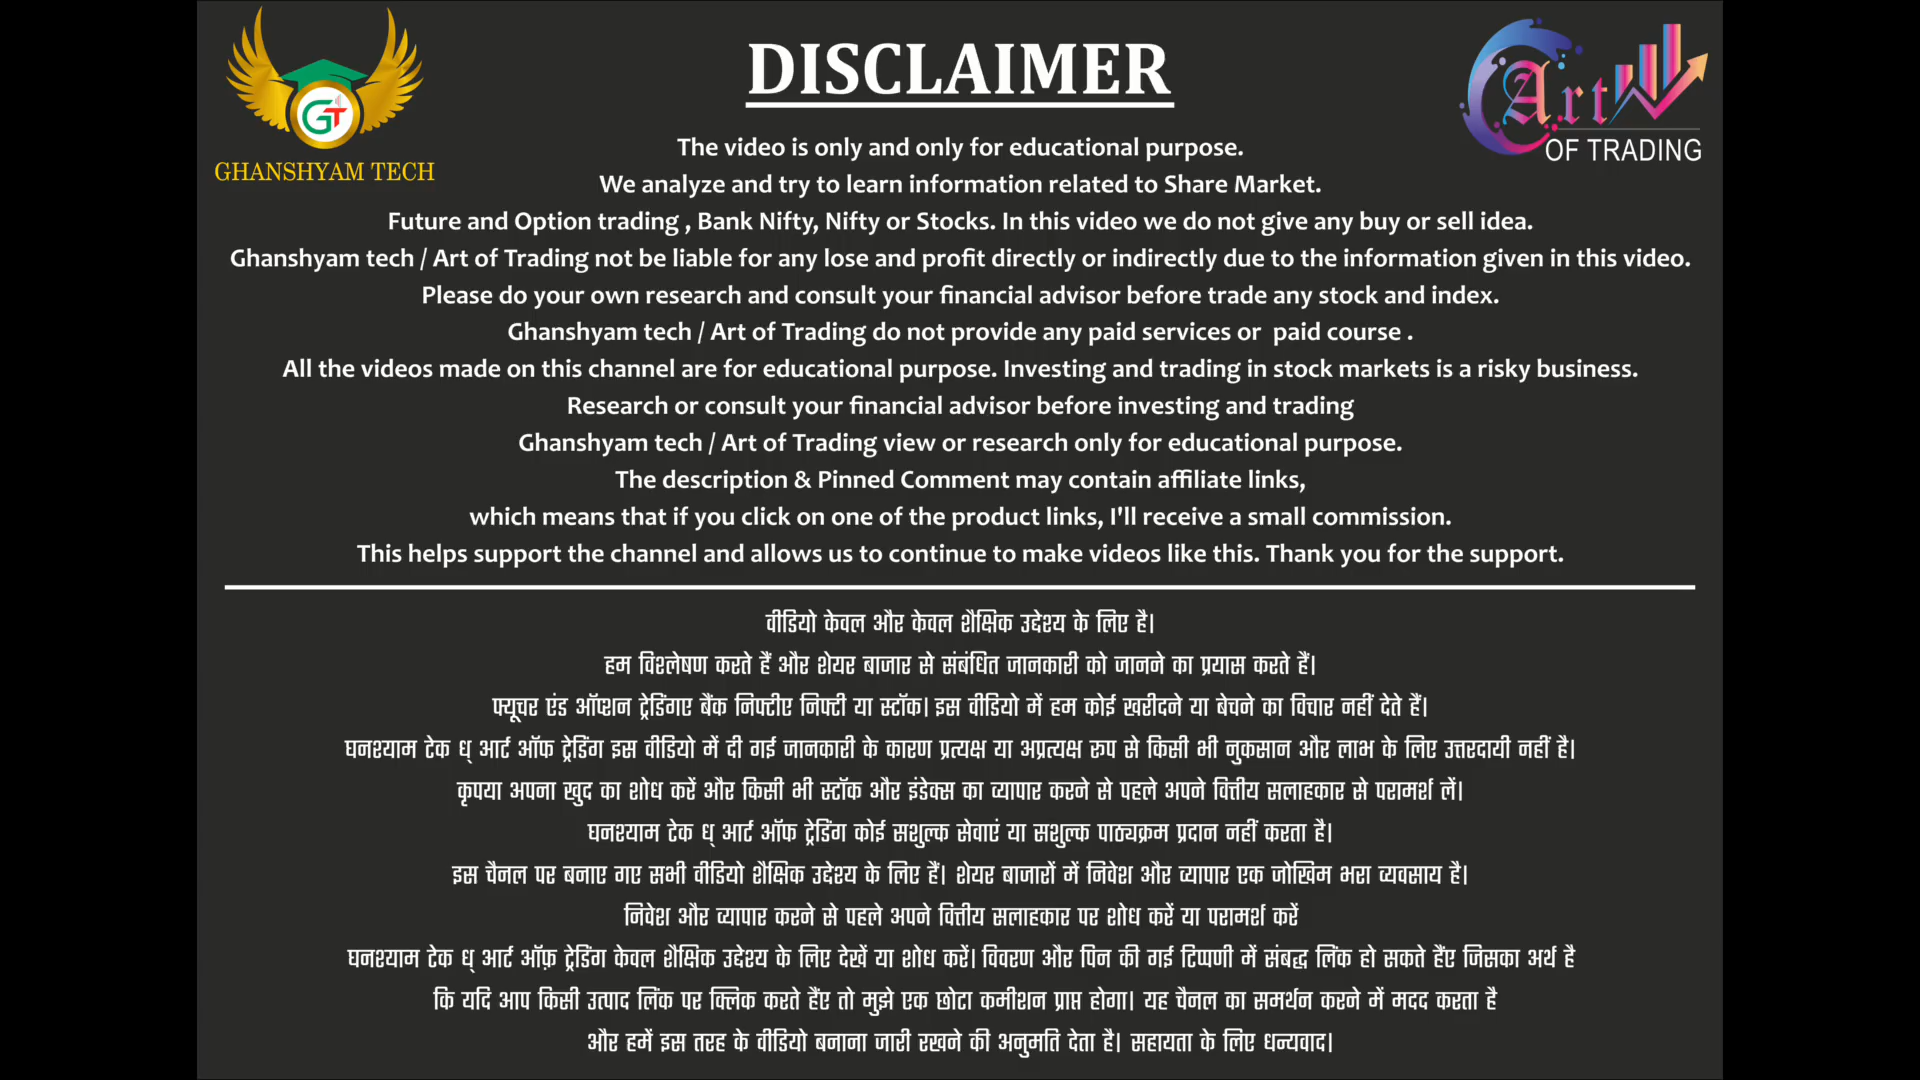 GHANSHYAM TECH
DISCLAIMER
Art
OF TRADING
The video is only and only for educational purpose.
We analyze and try to learn information related to Share Market.
Future and Option trading , Bank Nifty, Nifty or Stocks. In this video we do not give any buy or sell idea.
Ghanshyam tech / Art of Trading not be liable for any lose and profit directly or indirectly due to the information given in this video.
Please do your own research and consult your financial advisor before trade any stock and index.
Ghanshyam tech / Art of Trading do not provide any paid services or paid course .
All the videos made on this channel are for educational purpose. Investing and trading in stock markets is a risky business.
Research or consult your financial advisor before investing and trading
Ghanshyam tech / Art of Trading view or research only for educational purpose.
The description & Pinned Comment may contain affiliate links,
which means that if you click on one of the product links, I'll receive a small commission.
This helps support the channel and allows us to continue to make videos like this. Thank you for the support.
वीडियो केवल और केवल शैक्षिक उद्देश्य के लिए है।
हम विश्लेषण करते हैं और शेयर बाजार से संबंधित जानकारी को जानने का प्रयास करते हैं।
फ्यूचर एंड ऑप्शन ट्रेडिंगए बैंक निफ्टीए निफ्टी या स्टॉक। इस वीडियो में हम कोई खरीदने या बेचने का विचार नहीं देते हैं।
घनश्याम टेक ध् आर्ट ऑफ ट्रेडिंग इस वीडियो में दी गई जानकारी के कारण प्रत्यक्ष या अप्रत्यक्ष रूप से किसी भी नुकसान और लाभ के लिए उत्तरदायी नहीं है।
कृपया अपना खुद का शोध करें और किसी भी स्टॉक और इंडेक्स का व्यापार करने से पहले अपने वित्तीय सलाहकार से परामर्श लें।
घनश्याम टेक ध् आर्ट ऑफ ट्रेडिंग कोई सशुल्क सेवाएं या सशुल्क पाठ्यक्रम प्रदान नहीं करता है।
इस चैनल पर बनाए गए सभी वीडियो शैक्षिक उद्देश्य के लिए हैं। शेयर बाजारों में निवेश और व्यापार एक जोखिम भरा व्यवसाय है।
निवेश और व्यापार करने से पहले अपने वित्तीय सलाहकार पर शोध करें या परामर्श करें
घनश्याम टेक ध् आर्ट ऑफ़ ट्रेडिंग केवल शैक्षिक उद्देश्य के लिए देखें या शोध करें। विवरण और पिन की गई टिप्पणी में संबद्ध लिंक हो सकते हैंए जिसका अर्थ है
कि यदि आप किसी उत्पाद लिंक पर क्लिक करते हैंए तो मुझे एक छोटा कमीशन प्राप्त होगा। यह चैनल का समर्थन करने में मदद करता है
और हमें इस तरह के वीडियो बनाना जारी रखने की अनुमति देता है। सहायता के लिए धन्यवाद।